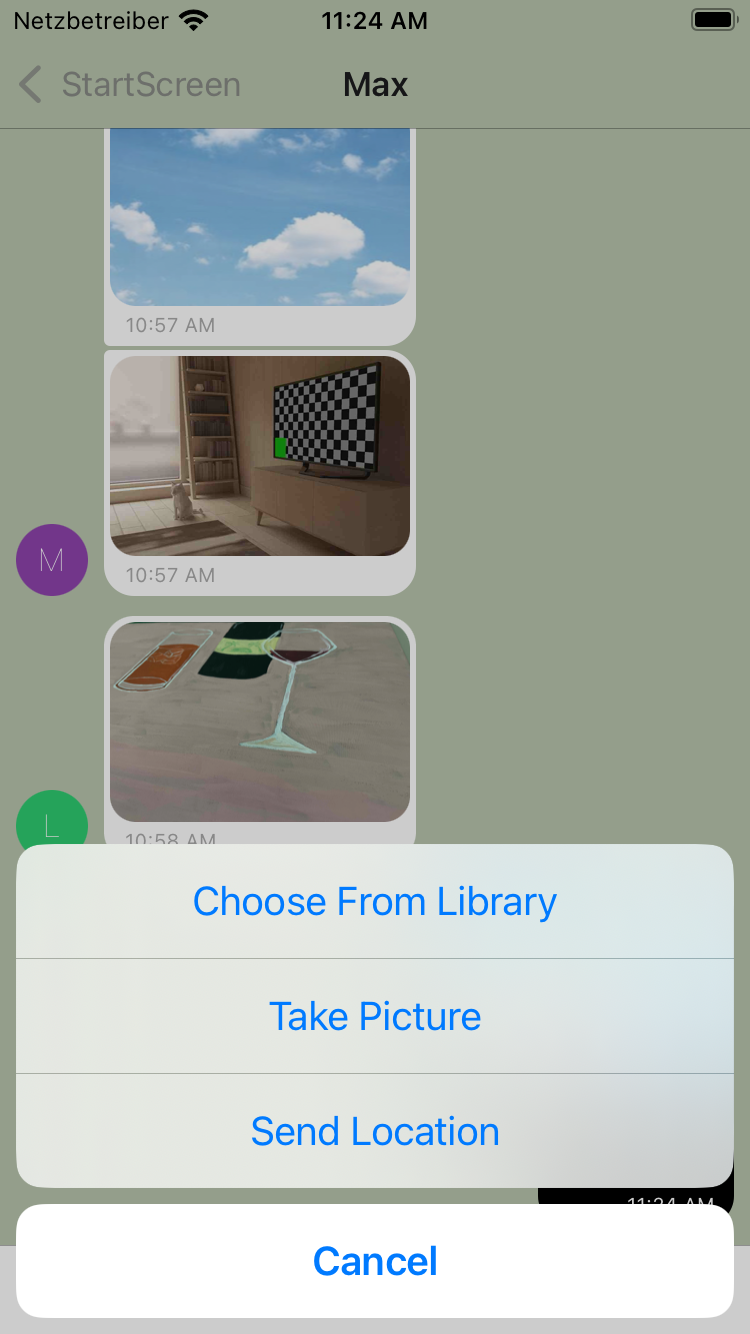 Netzbetreiber 11:24 AM
StartScreen Max
10:57 AM
M
10:57 AM
L
10:58 AM
Choose From Library
Take Picture
Send Location
11:24 AM
Cancel